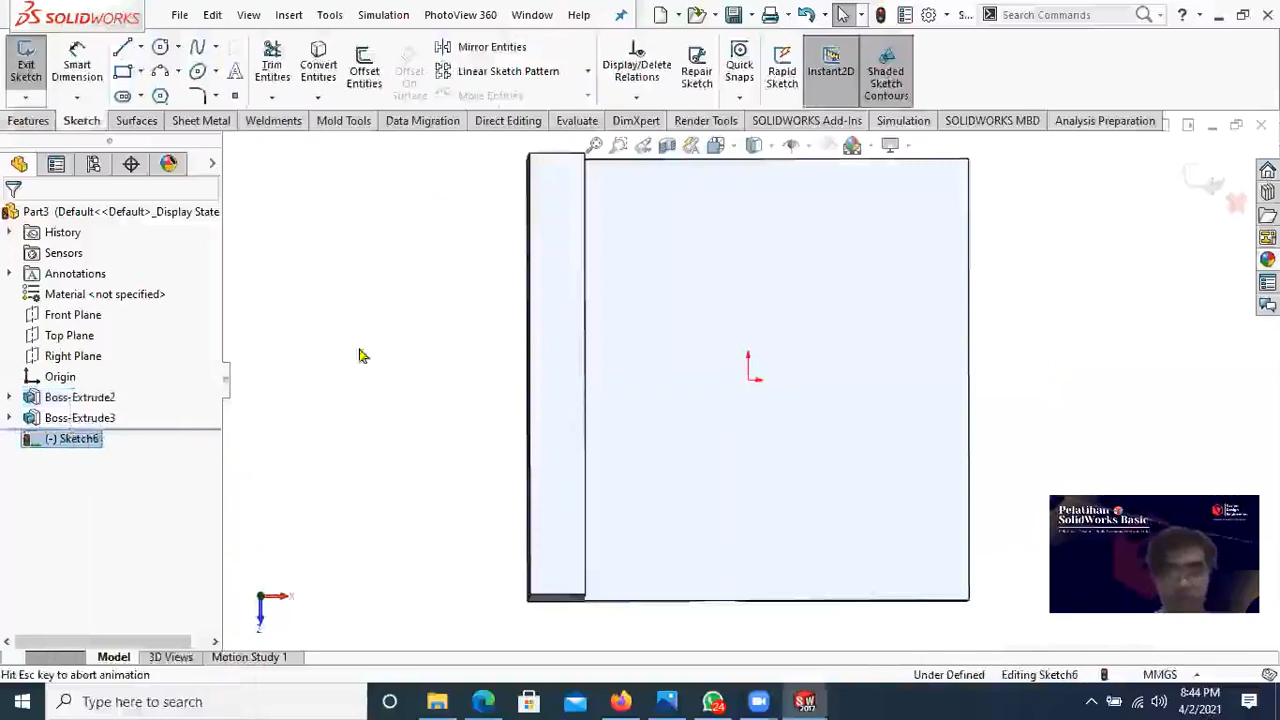 SOLIDWORKS File Edit View Insert Tools Simulation PhotoView 360 Window Help S... Search Commands ?
Exit Sketch
Smart Dimension
Trim Entities
Convert Entities
Offset Entities
Offset On Surface
Mirror Entities
Linear Sketch Pattern
Move Entities
Display/Delete Relations
Repair Sketch
Quick Snaps
Rapid Sketch
Instant2D
Shaded Sketch Contours
Features Sketch Surfaces Sheet Metal Weldments Mold Tools Data Migration Direct Editing Evaluate DimXpert Render Tools SOLIDWORKS Add-Ins Simulation SOLIDWORKS MBD Analysis Preparation
Part3 (Default<<Default>_Display State
History
Sensors
Annotations
Material <not specified>
Front Plane
Top Plane
Right Plane
Origin
Boss-Extrude2
Boss-Extrude3
(-) Sketch6
X
Z
Pelatihan
SolidWorks Basic
Model 3D Views Motion Study 1
Hit Esc key to abort animation Under Defined Editing Sketch6 MMGS
Type here to search
24
SW
2017
8:44 PM
4/2/2021